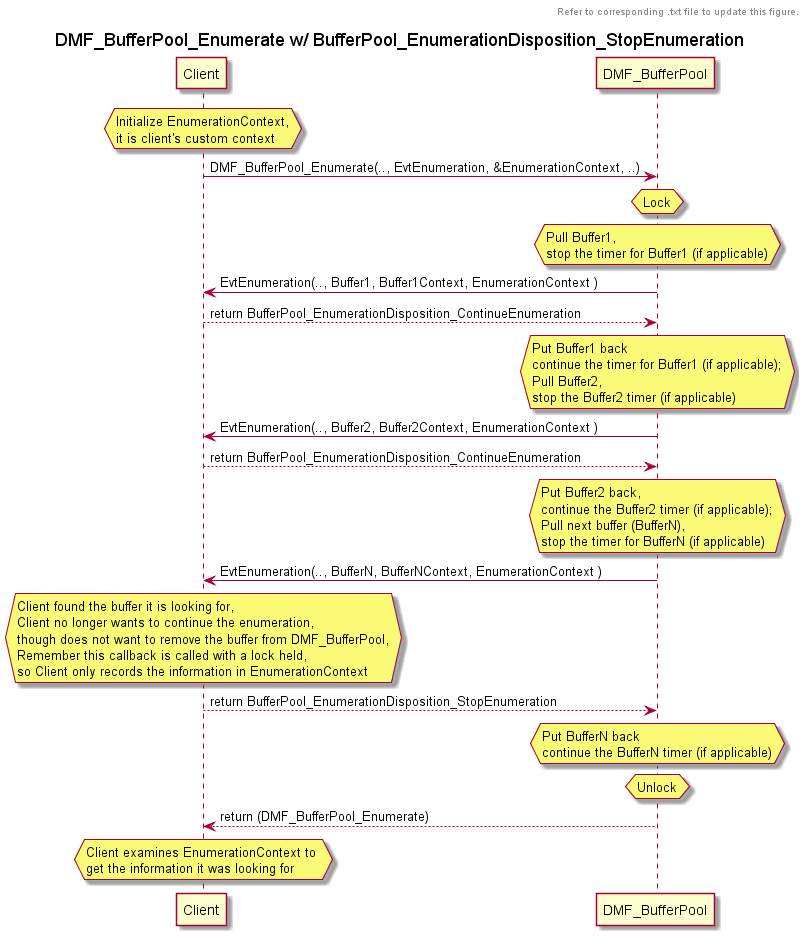 Refer to corresponding .txt file to update this figure.
DMF_BufferPool_Enumerate w/ BufferPool_EnumerationDisposition_StopEnumeration
Client
DMF_BufferPool
Initialize EnumerationContext,
it is client's custom context
DMF_BufferPool_Enumerate(.., EvtEnumeration, &EnumerationContext, ..)
Lock
Pull Buffer1,
stop the timer for Buffer1 (if applicable)
EvtEnumeration(.., Buffer1, Buffer1Context, EnumerationContext )
return BufferPool_EnumerationDisposition_ContinueEnumeration
Put Buffer1 back
continue the timer for Buffer1 (if applicable);
Pull Buffer2,
stop the Buffer2 timer (if applicable)
EvtEnumeration(.., Buffer2, Buffer2Context, EnumerationContext )
return BufferPool_EnumerationDisposition_ContinueEnumeration
Put Buffer2 back,
continue the Buffer2 timer (if applicable);
Pull next buffer (BufferN),
stop the timer for BufferN (if applicable)
EvtEnumeration(.., BufferN, BufferNContext, EnumerationContext )
Client found the buffer it is looking for,
Client no longer wants to continue the enumeration,
though does not want to remove the buffer from DMF_BufferPool,
Remember this callback is called with a lock held,
so Client only records the information in EnumerationContext
return BufferPool_EnumerationDisposition_StopEnumeration
Put BufferN back
continue the BufferN timer (if applicable)
Unlock
return (DMF_BufferPool_Enumerate)
Client examines EnumerationContext to
get the information it was looking for
Client
DMF_BufferPool